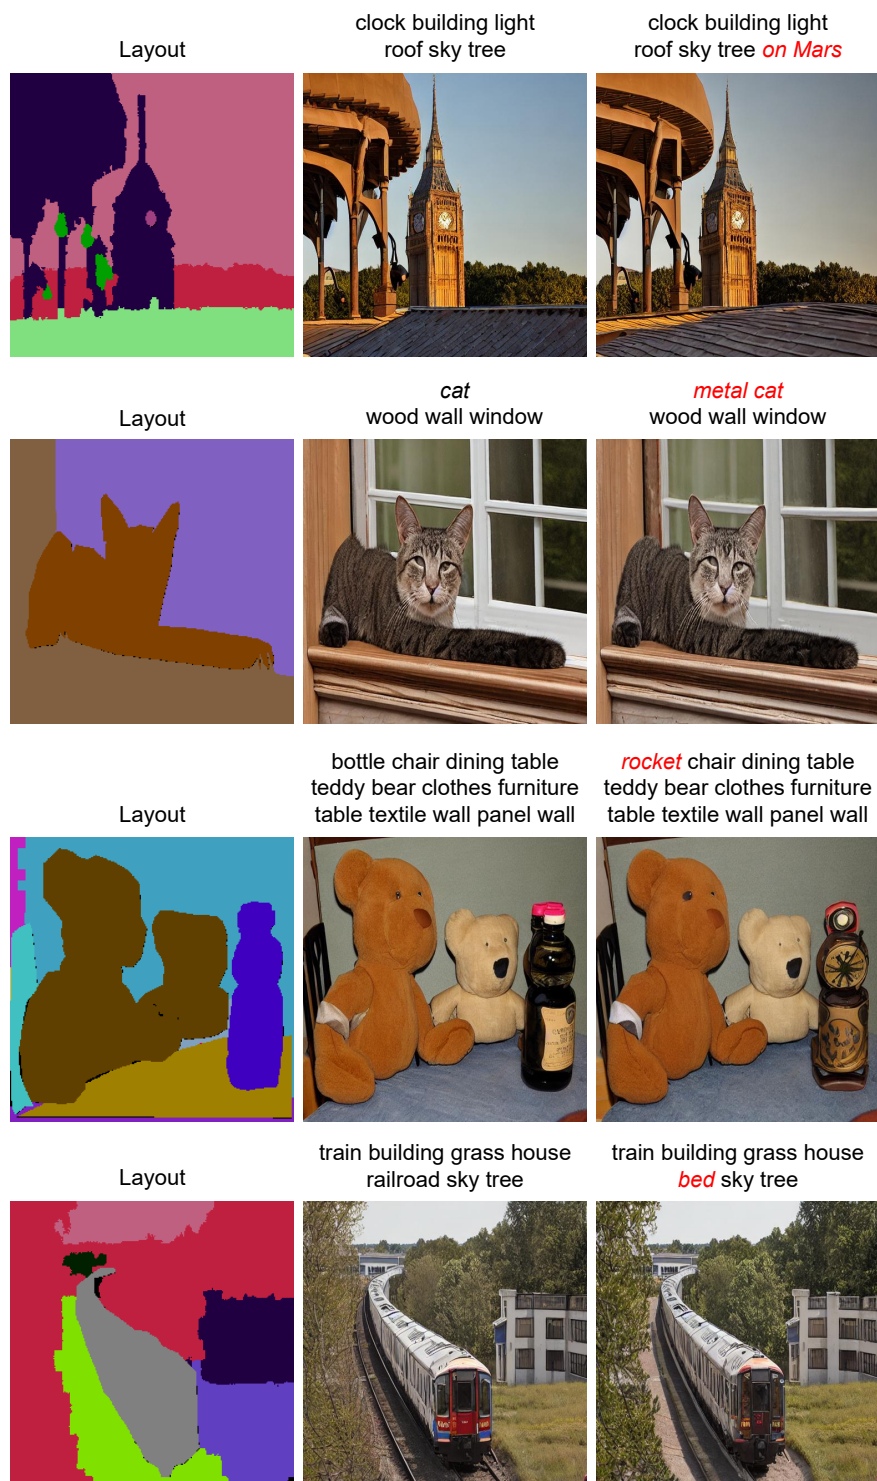 Layout
clock building light
roof sky tree
clock building light
roof sky tree on Mars
Layout
cat
wood wall window
metal cat
wood wall window
Layout
bottle chair dining table
teddy bear clothes furniture
table textile wall panel wall
rocket chair dining table
teddy bear clothes furniture
table textile wall panel wall
Layout
train building grass house
railroad sky tree
train building grass house
bed sky tree